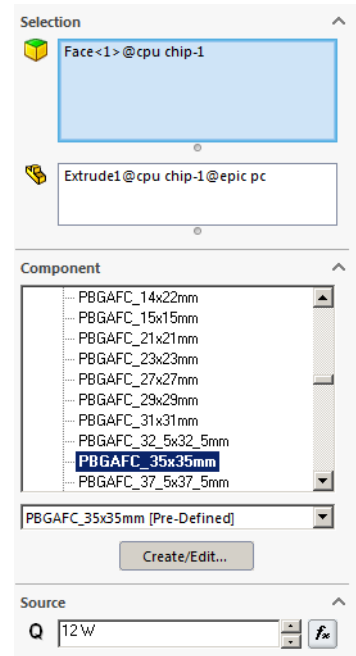 Selection
Face<1>@cpu chip-1
Extrude1@cpu chip-1@epic pc
Component
PBGAFC_14x22mm
PBGAFC_15x15mm
PBGAFC_21x21mm
PBGAFC_23x23mm
PBGAFC_27x27mm
PBGAFC_29x29mm
PBGAFC_31x31mm
PBGAFC_32_5x32_5mm
PBGAFC_35x35mm
PBGAFC_37_5x37_5mm
PBGAFC_35x35mm [Pre-Defined]
Create/Edit...
Source
Q 12 W fx